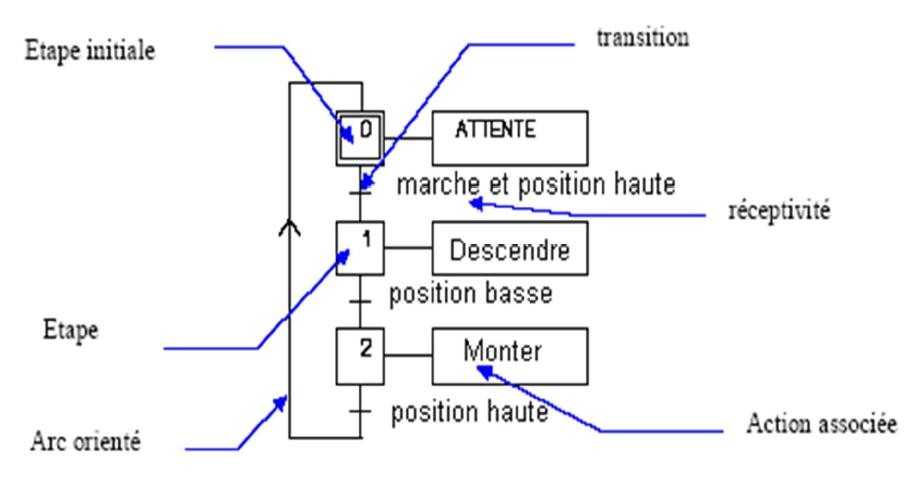 Etape initiale
transition
0
ATTENTE
marche et position haute
réceptivité
1
Descendre
position basse
Etape
2
Monter
position haute
Action associée
Arc orienté